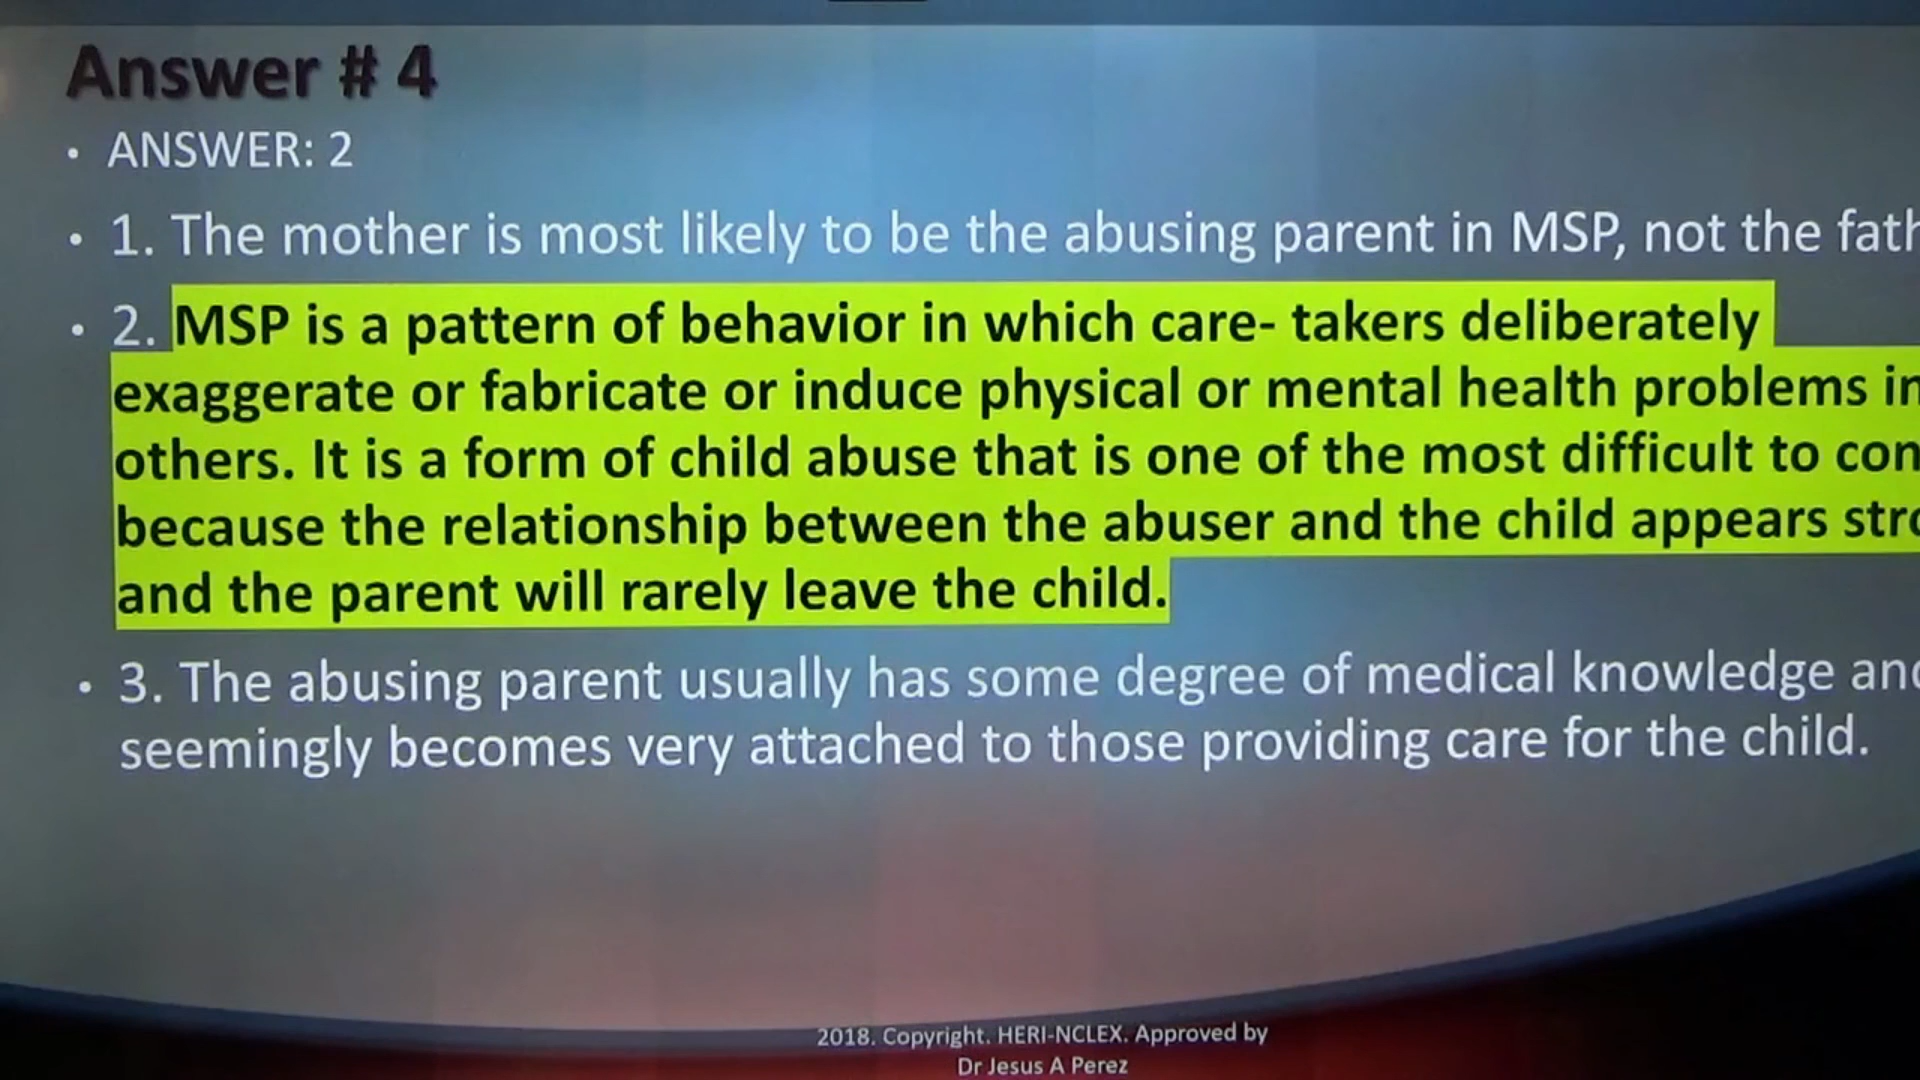 Answer # 4
• ANSWER: 2
• 1. The mother is most likely to be the abusing parent in MSP, not the
• 2. MSP is a pattern of behavior in which care- takers deliberately
exaggerate or fabricate or induce physical or mental health problems in
others. It is a form of child abuse that is one of the most difficult to
because the relationship between the abuser and the child appears
and the parent will rarely leave the child.
• 3. The abusing parent usually has some degree of medical knowledge and
seemingly becomes very attached to those providing care for the child.
2018. Copyright. HERI-NCLEX. Approved by
Dr Jesus A Perez